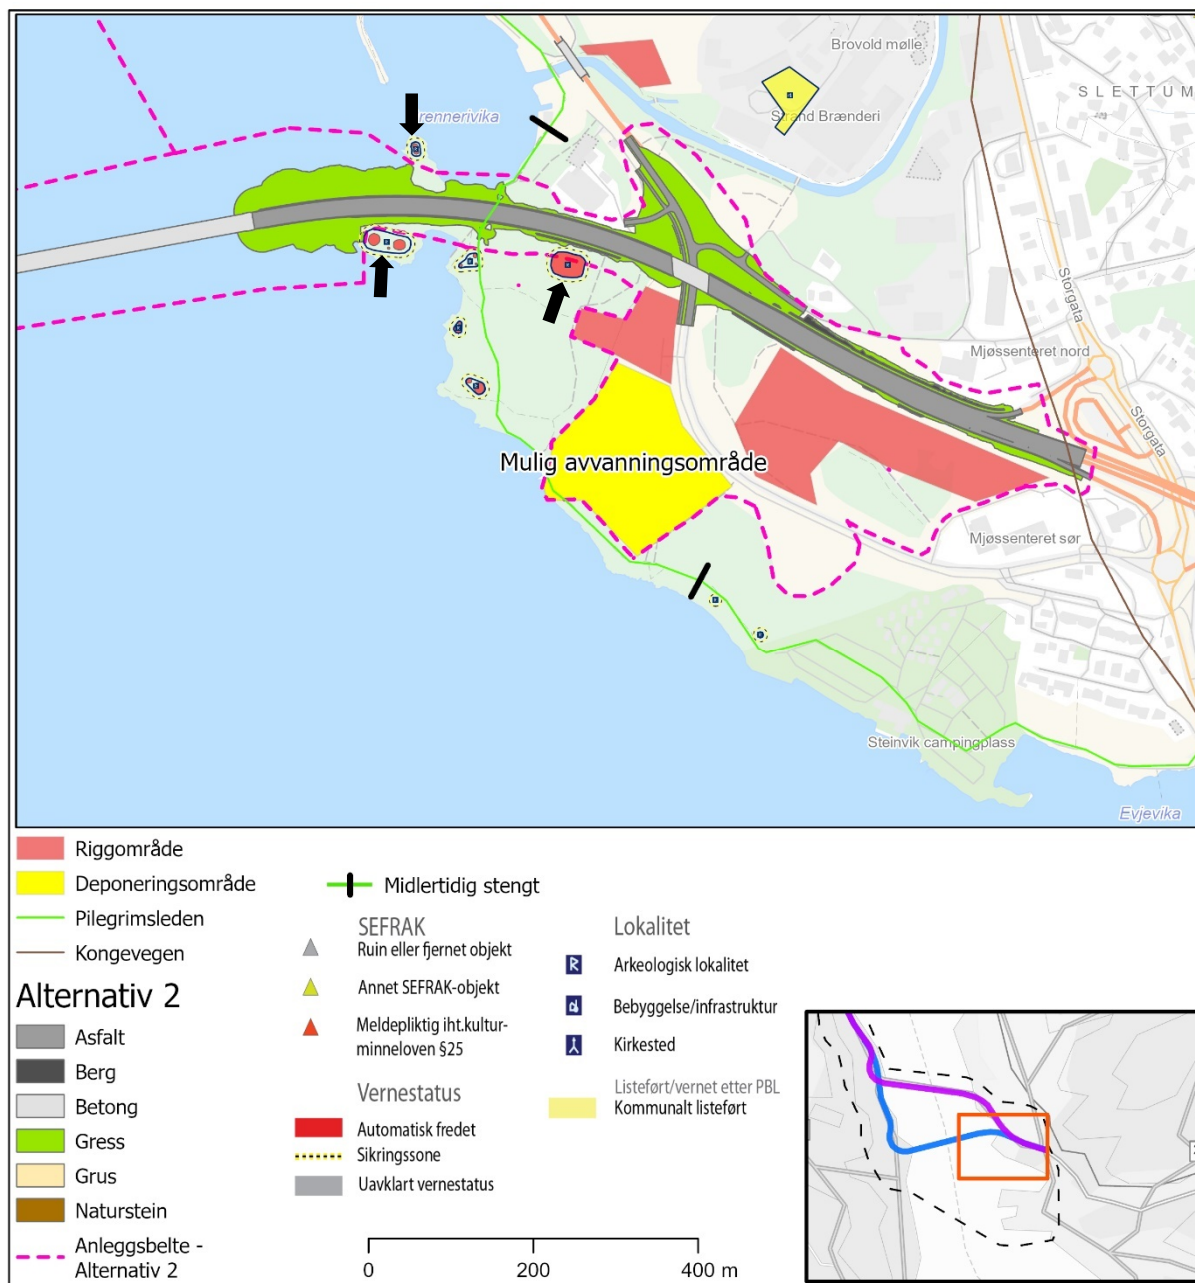 Brovold mølle
SLETTUM
rennerivika
Strand Brænderi
Storgata
Mjøssenteret nord
Storgata
Mulig avvanningsområde
Mjøssenteret sør
Steinvik campingplass
Evjevika
Riggområde
Deponeringsområde
Pilegrimsleden
Kongevegen
Alternativ 2
Asfalt
Berg
Betong
Gress
Grus
Naturstein
Anleggsbelte -
Alternativ 2
Midlertidig stengt
SEFRAK
Ruin eller fjernet objekt
Annet SEFRAK-objekt
Meldepliktig iht.kultur-
minneloven §25
Vernestatus
Automatisk fredet
Sikringssone
Uavklart vernestatus
Lokalitet
Arkeologisk lokalitet
Bebyggelse/infrastruktur
Kirkested
Listeført/vernet etter PBL
Kommunalt listeført
0 200 400 m